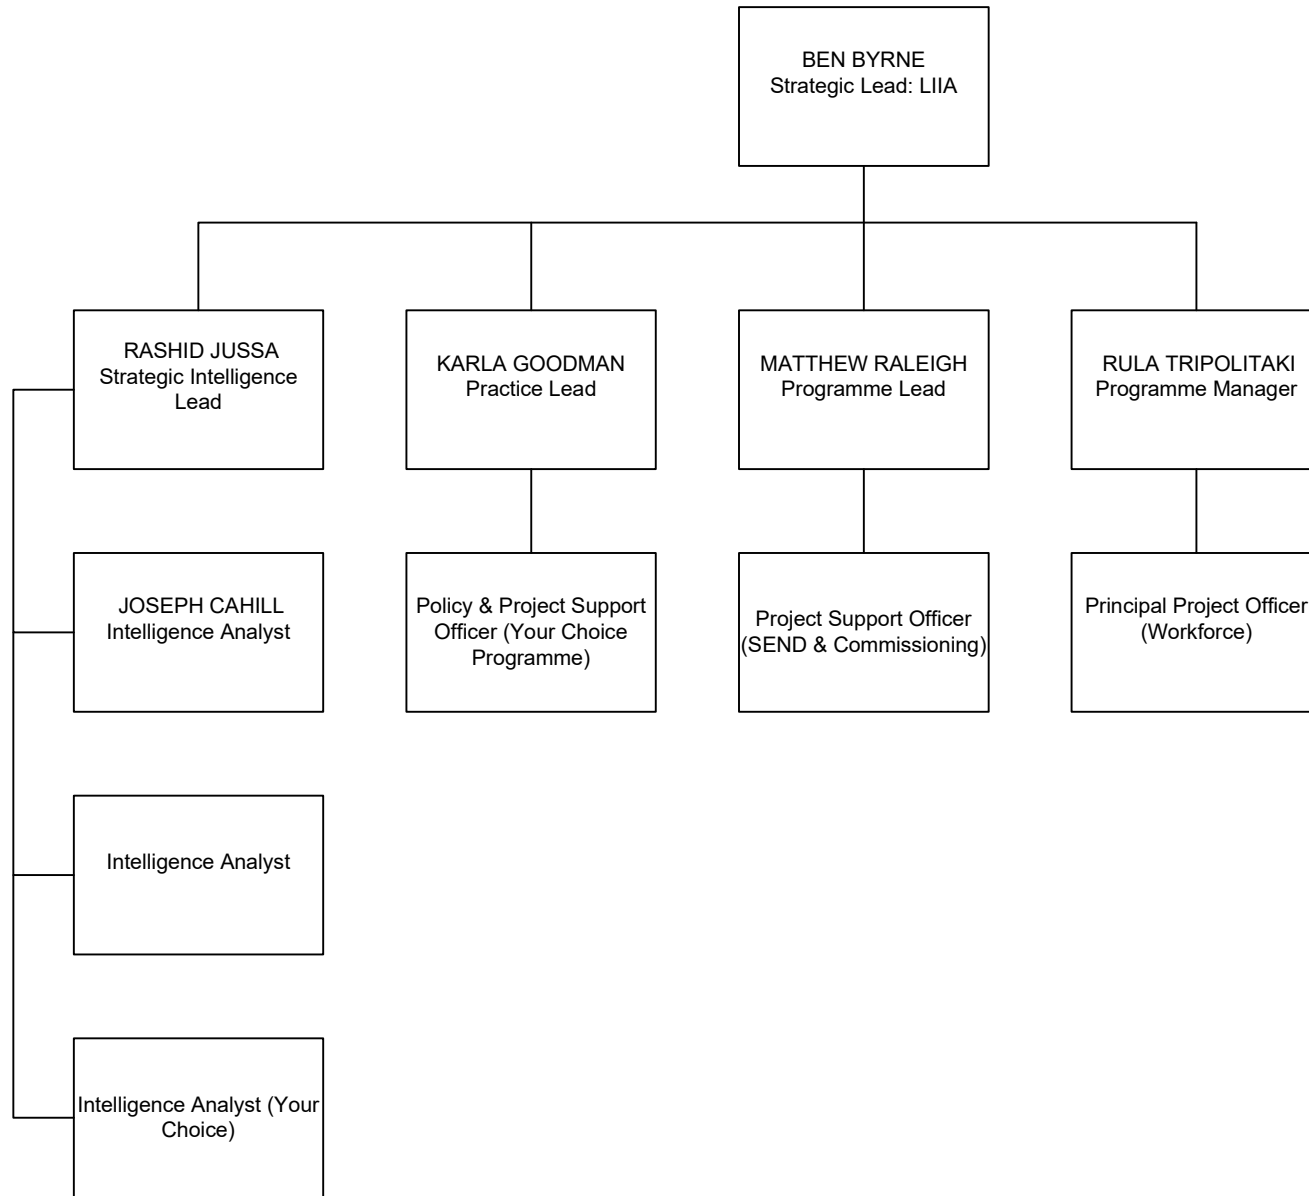 BEN BYRNE
Strategic Lead: LIIA
RASHID JUSSA
Strategic Intelligence
Lead
KARLA GOODMAN
Practice Lead
MATTHEW RALEIGH
Programme Lead
RULA TRIPOLITAKI
Programme Manager
JOSEPH CAHILL
Intelligence Analyst
Policy & Project Support
Officer (Your Choice
Programme)
Project Support Officer
(SEND & Commissioning)
Principal Project Officer
(Workforce)
Intelligence Analyst
Intelligence Analyst (Your
Choice)